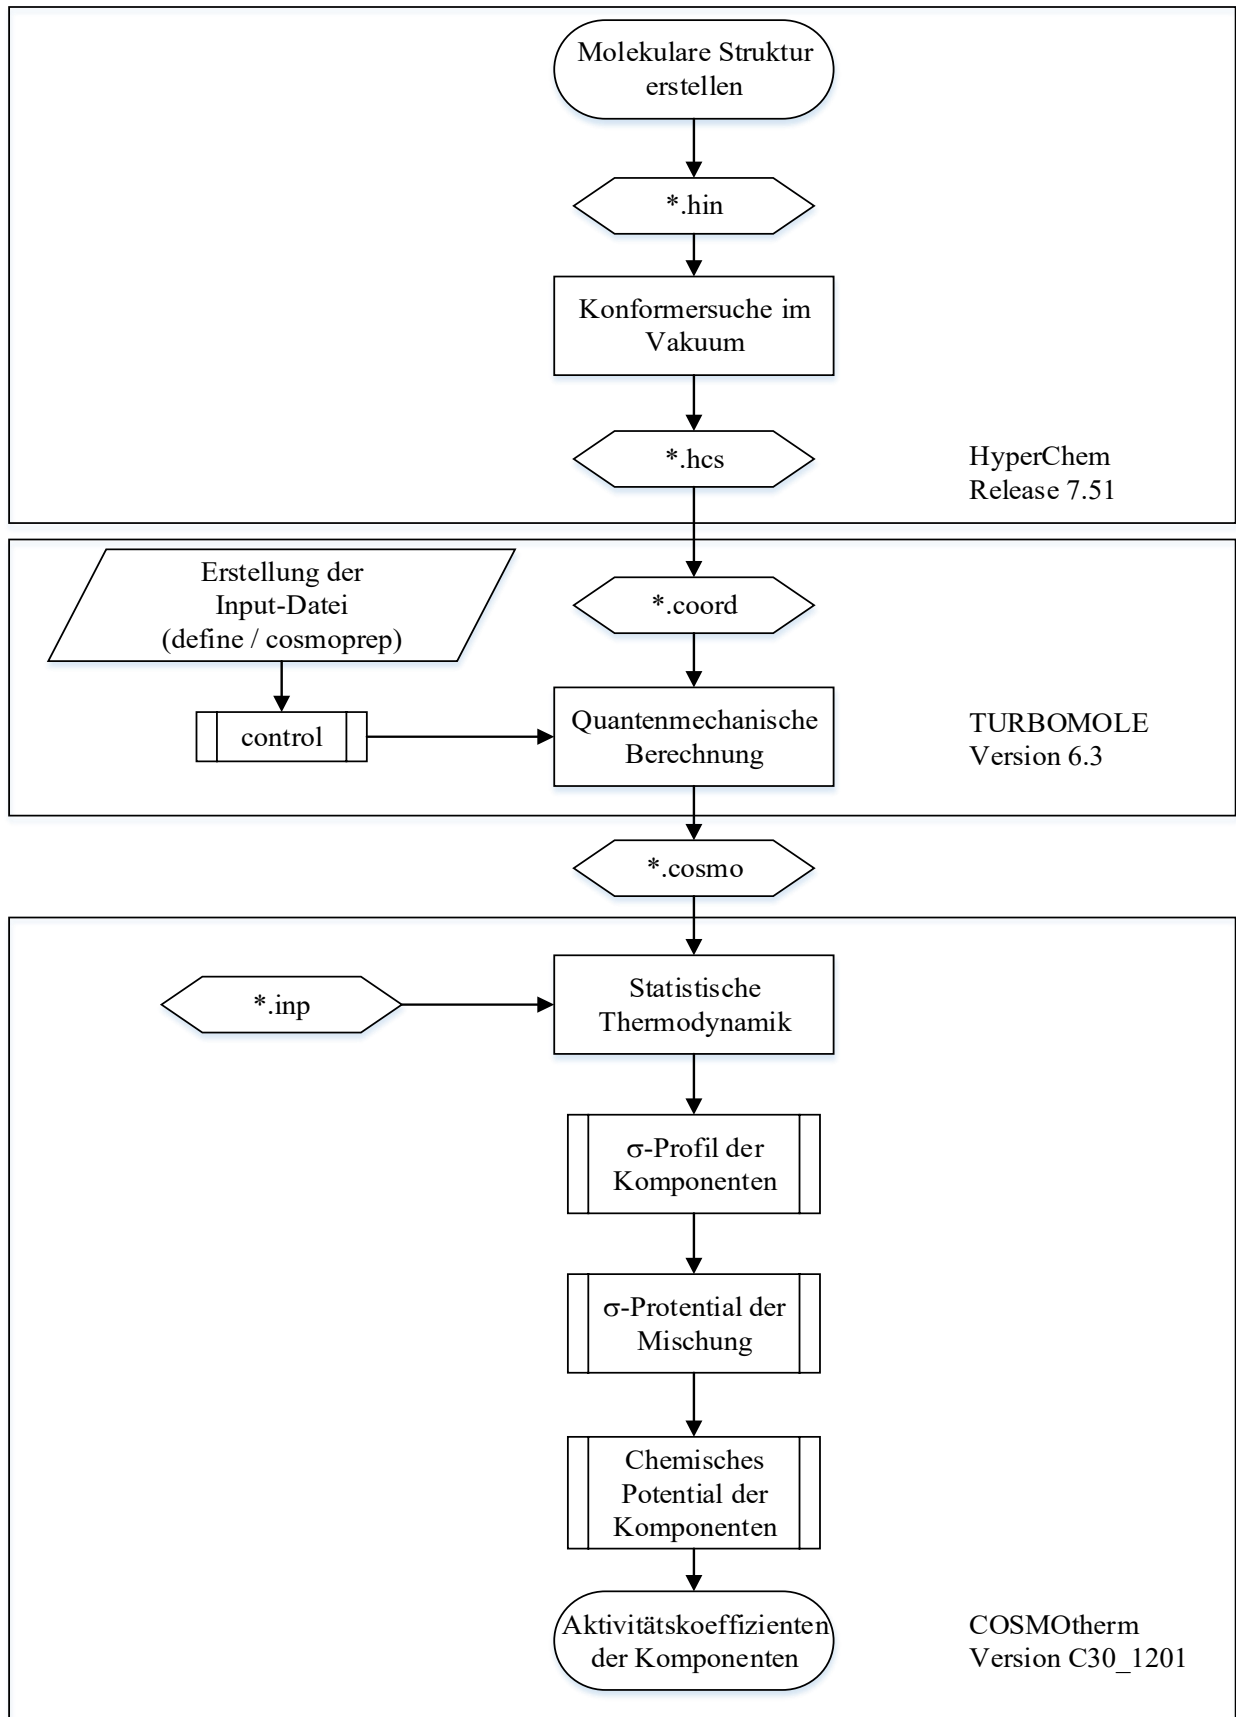 Molekulare Struktur
erstellen
*.hin
Konformersuche im
Vakuum
*.hcs
HyperChem
Release 7.51
Erstellung der
Input-Datei
(define / cosmoprep)
*.coord
control
Quantenmechanische
Berechnung
TURBOMOLE
Version 6.3
*.cosmo
*.inp
Statistische
Thermodynamik
σ-Profil der
Komponenten
σ-Protential der
Mischung
Chemisches
Potential der
Komponenten
Aktivitätskoeffizienten
der Komponenten
COSMOtherm
Version C30_1201